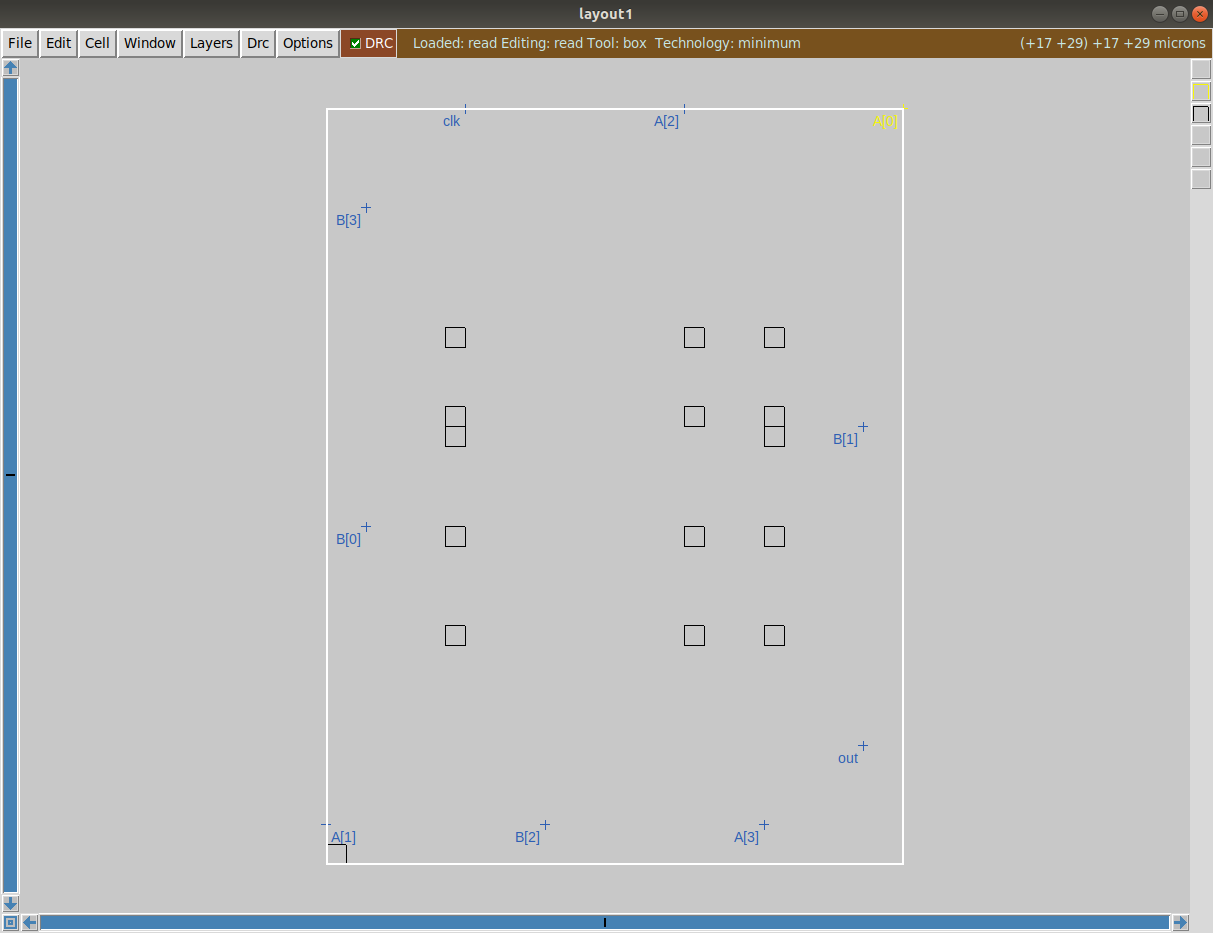 layout1
File Edit Cell Window Layers Drc Options DRC Loaded: read Editing: read Tool: box Technology: minimum (+17 +29) +17 +29 microns
clk A[2] A[0]
B[3]
B[1]
B[0]
out
A[1] B[2] A[3]